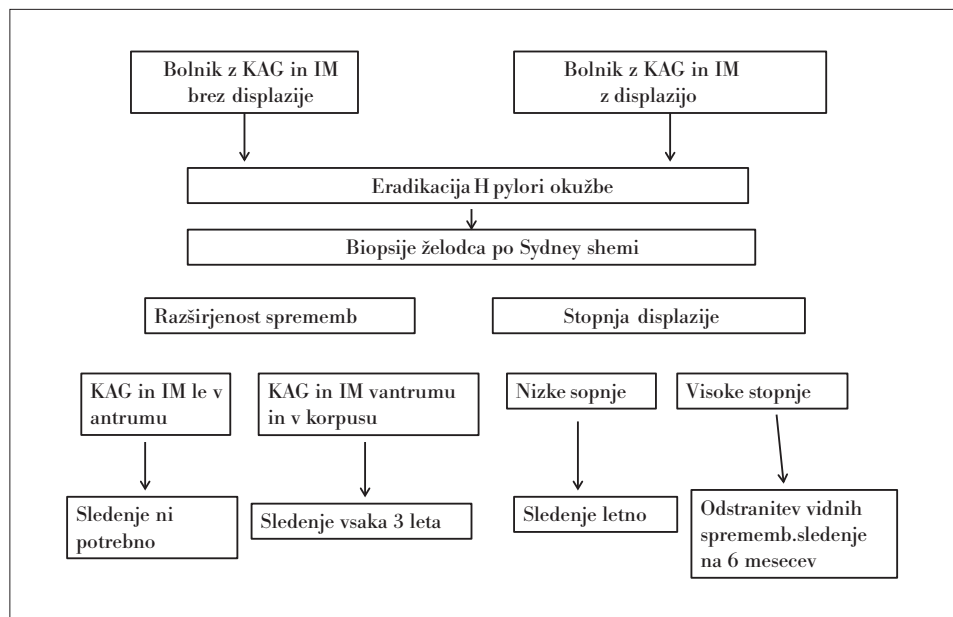 Bolnik z KAG in IM
brez displazije
Bolnik z KAG in IM
z displazijo
Eradikacija H pylori okužbe
Biopsije želodca po Sydney shemi
Razširjenost sprememb
Stopnja displazije
KAG in IM le v
antrumu
KAG in IM vantrumu
in v korpusu
Nizke sopnje
Visoke stopnje
Sledenje ni
potrebno
Sledenje vsaka 3 leta
Sledenje letno
Odstranitev vidnih
sprememb.sledenje
na 6 mesecev